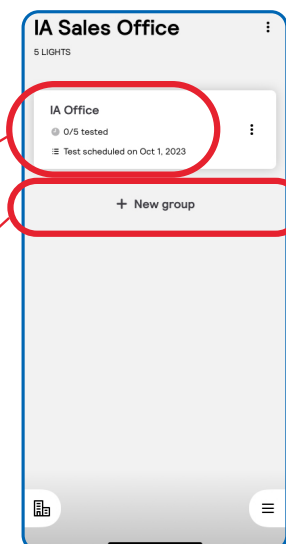 IA Sales Office
5 LIGHTS
IA Office
0/5 tested
Test scheduled on Oct 1, 2023
+ New group